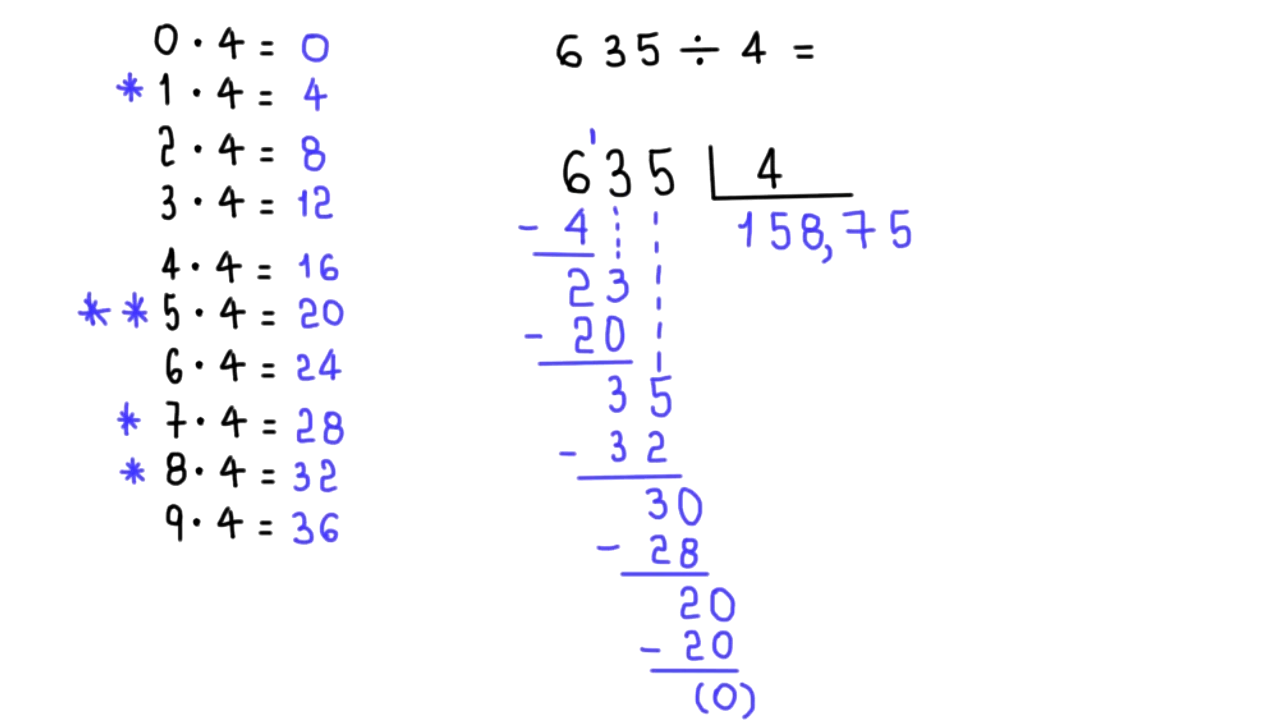 0 · 4 = 0
* 1 · 4 = 4
2 · 4 = 8
3 · 4 = 12
4 · 4 = 16
* * 5 · 4 = 20
6 · 4 = 24
* 7 · 4 = 28
* 8 · 4 = 32
9 · 4 = 36
635 ÷ 4 =
6'35 | 4
158,75
- 4
23
- 20
35
- 32
30
- 28
20
- 20
(0)